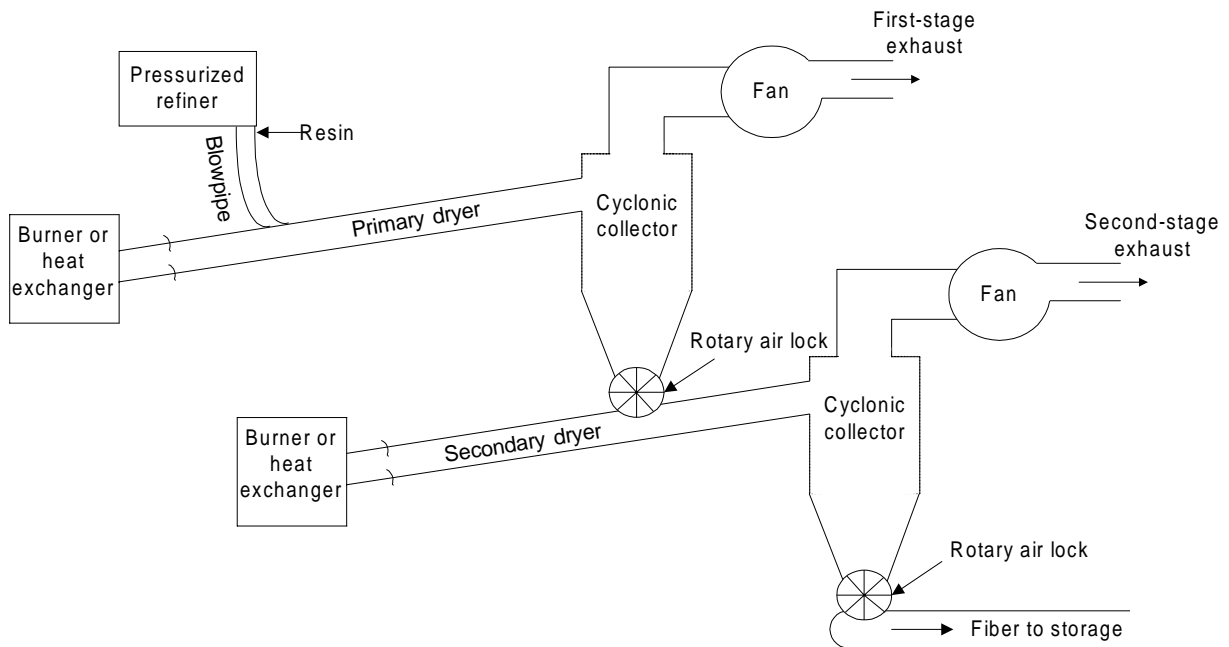 First-stage
exhaust
Pressurized
refiner
Fan
Resin
Blowpipe
Cyclonic
collector
Primary dryer
Burner or
heat
exchanger
Second-stage
exhaust
Fan
Rotary air lock
Cyclonic
collector
Burner or
heat
exchanger
Secondary dryer
Rotary air lock
Fiber to storage